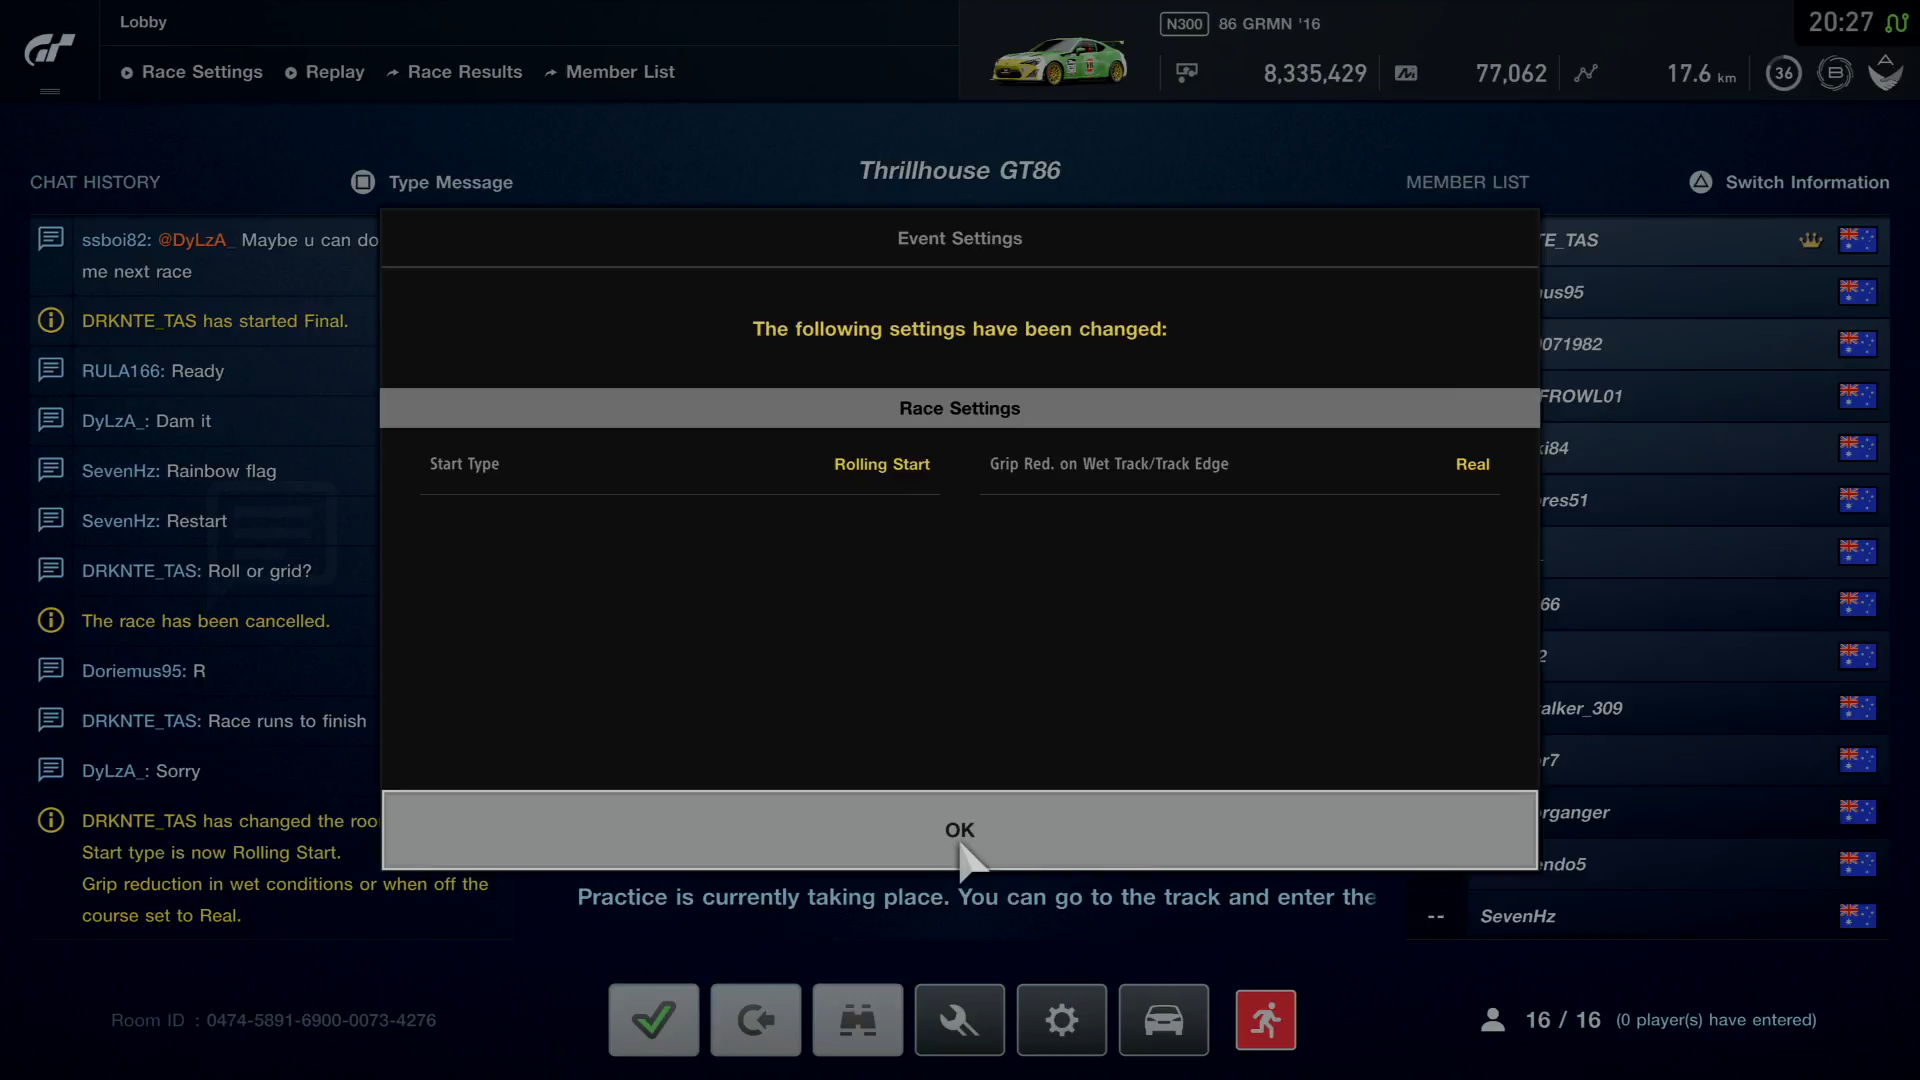 Lobby
N300 86 GRMN '16
20:27
Race Settings Replay Race Results Member List
8,335,429 77,062 17.6 km 36 B A
Thrillhouse GT86
CHAT HISTORY Type Message
MEMBER LIST Switch Information
ssboi82: @DyLzA_ Maybe u can do
me next race
DRKNTE_TAS has started Final.
RULA166: Ready
DyLzA_: Dam it
SevenHz: Rainbow flag
SevenHz: Restart
DRKNTE_TAS: Roll or grid?
The race has been cancelled.
Doriemus95: R
DRKNTE_TAS: Race runs to finish
DyLzA_: Sorry
DRKNTE_TAS has changed the roo
Start type is now Rolling Start.
Grip reduction in wet conditions or when off the
course set to Real.
Event Settings
The following settings have been changed:
Race Settings
Start Type Rolling Start
Grip Red. on Wet Track/Track Edge Real
OK
Practice is currently taking place. You can go to the track and enter the
E_TAS
us95
071982
FROWL01
ki84
res51
_
66
2
alker_309
r7
rganger
endo5
-- SevenHz
Room ID : 0474-5891-6900-0073-4276
16 / 16 (0 player(s) have entered)